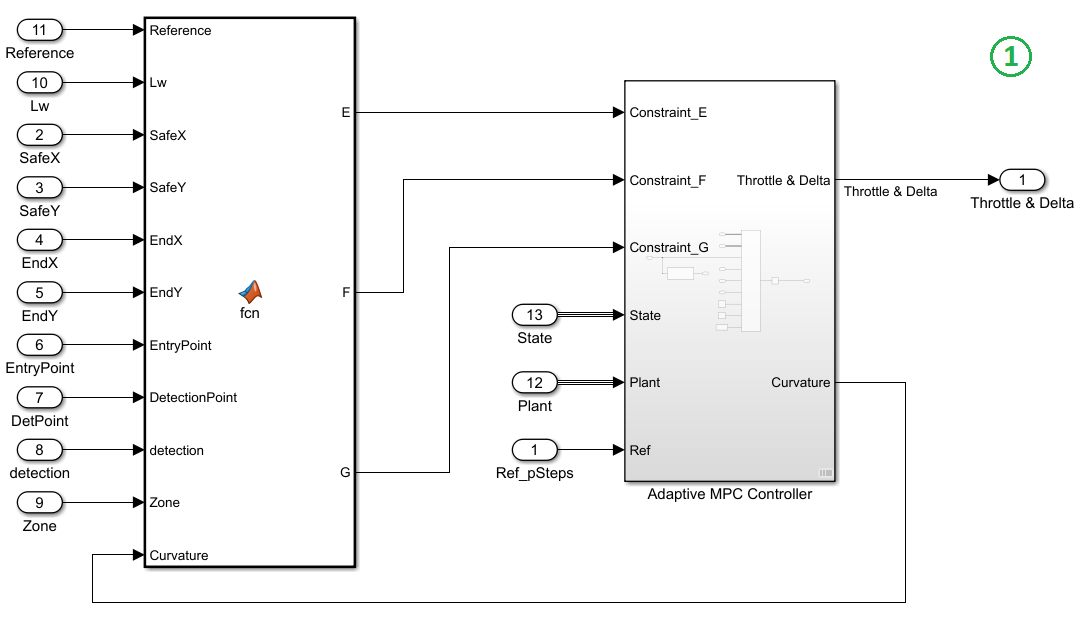 11
Reference
Reference
10
Lw
Lw
2
SafeX
SafeX
3
SafeY
SafeY
4
EndX
EndX
5
EndY
EndY
6
EntryPoint
EntryPoint
7
DetPoint
DetectionPoint
8
detection
detection
9
Zone
Zone
Curvature
fcn
E
F
G
Constraint_E
Constraint_F
Constraint_G
13
State
State
12
Plant
Plant
1
Ref_pSteps
Ref
Throttle & Delta
Curvature
Adaptive MPC Controller
Throttle & Delta
1
Throttle & Delta
1